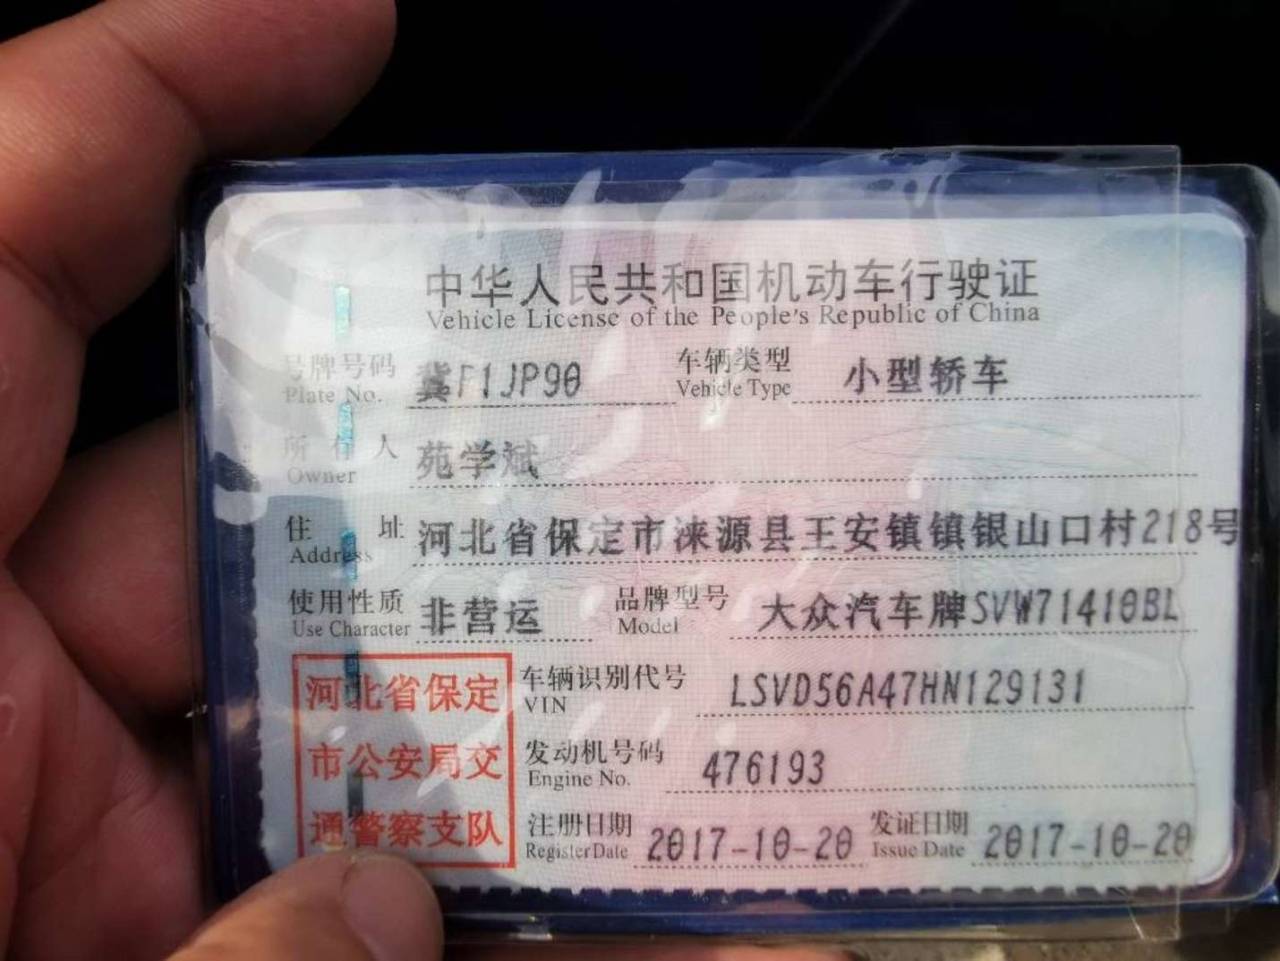 中华人民共和国机动车行驶证
Vehicle License of the People's Republic of China
号牌号码 冀F1JP90 车辆类型 小型轿车
Plate No. Vehicle Type
所有人 苑学斌
Owner
住址 河北省保定市涞源县王安镇镇银山口村218号
Address
使用性质 非营运 品牌型号 大众汽车牌SVW71410BL
Use Character Model
河北省保定
市公安局交
通警察支队
车辆识别代号 LSVD56A47HN129131
VIN
发动机号码 476193
Engine No.
注册日期 2017-10-20 发证日期 2017-10-20
Register Date Issue Date